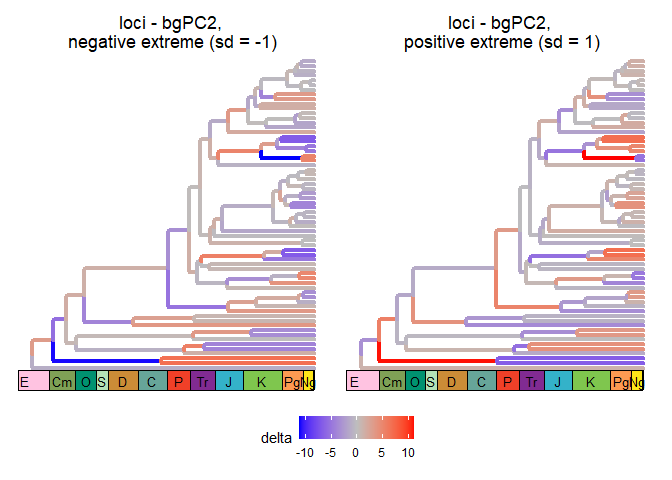 loci - bgPC2,
negative extreme (sd = -1)
loci - bgPC2,
positive extreme (sd = 1)
E Cm O S D C P Tr J K Pg Ng
E Cm O S D C P Tr J K Pg Ng
delta
-10 -5 0 5 10